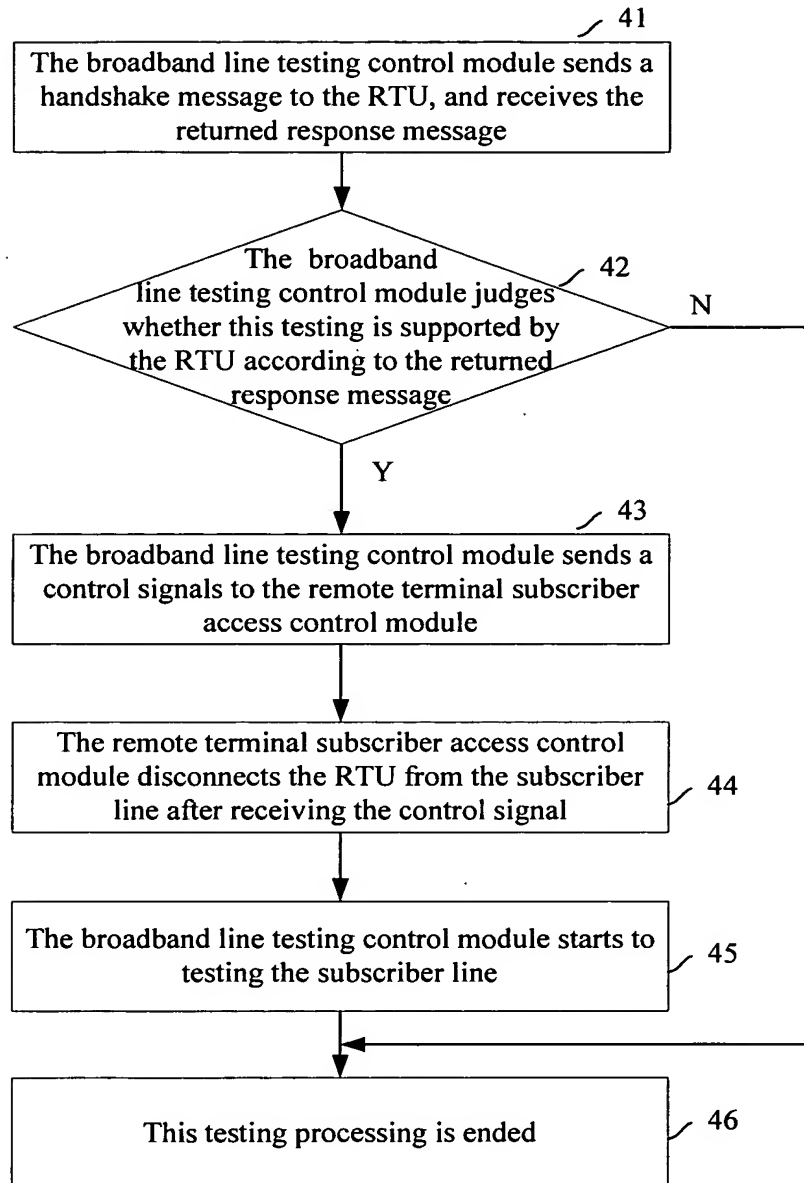 41
The broadband line testing control module sends a
handshake message to the RTU, and receives the
returned response message
The broadband
42
line testing control module judges
N
whether this testing is supported by
the RTU according to the returned
response message
Y
43
The broadband line testing control module sends a
control signals to the remote terminal subscriber
access control module
The remote terminal subscriber access control
module disconnects the RTU from the subscriber
line after receiving the control signal
44
The broadband line testing control module starts to
testing the subscriber line
45
This testing processing is ended
46